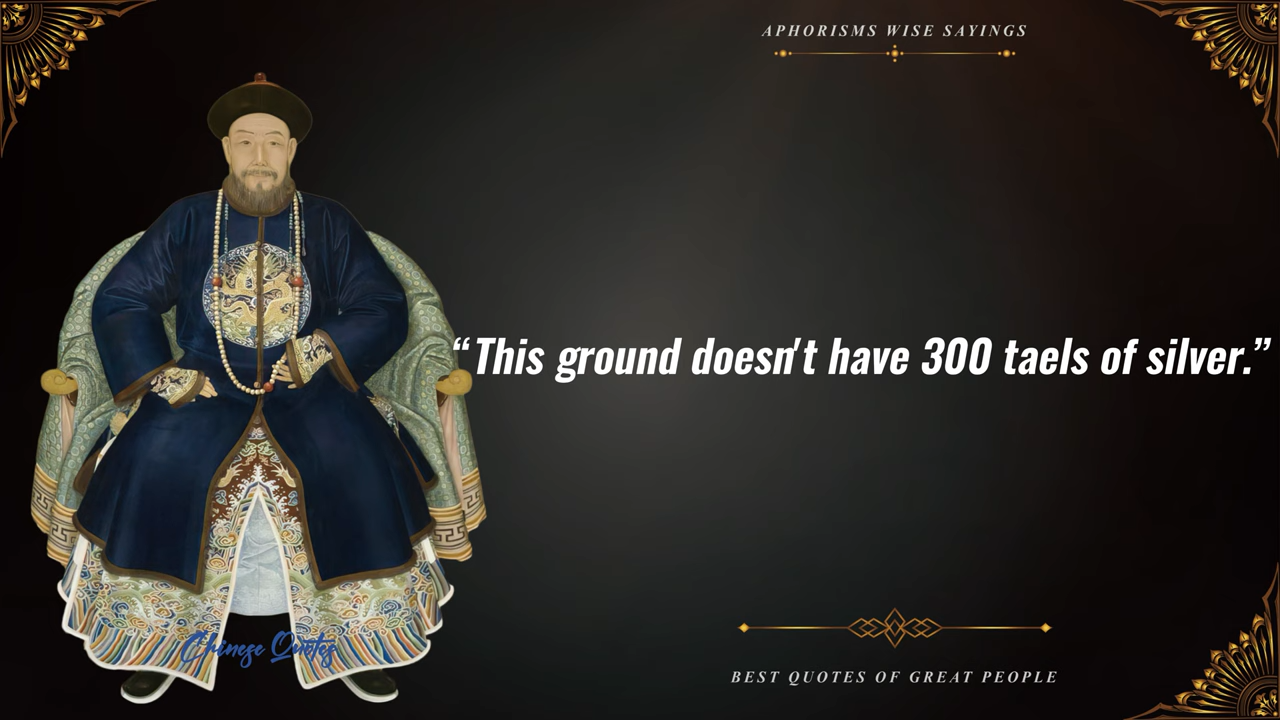 APHORISMS WISE SAYINGS
“This ground doesn't have 300 taels of silver.”
Chinese Quotes
BEST QUOTES OF GREAT PEOPLE